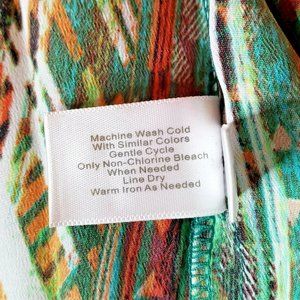 Machine Wash Cold
With Similar Colors
Gentle Cycle
Only Non-Chlorine Bleach
When Needed
Line Dry
Warm Iron As Needed